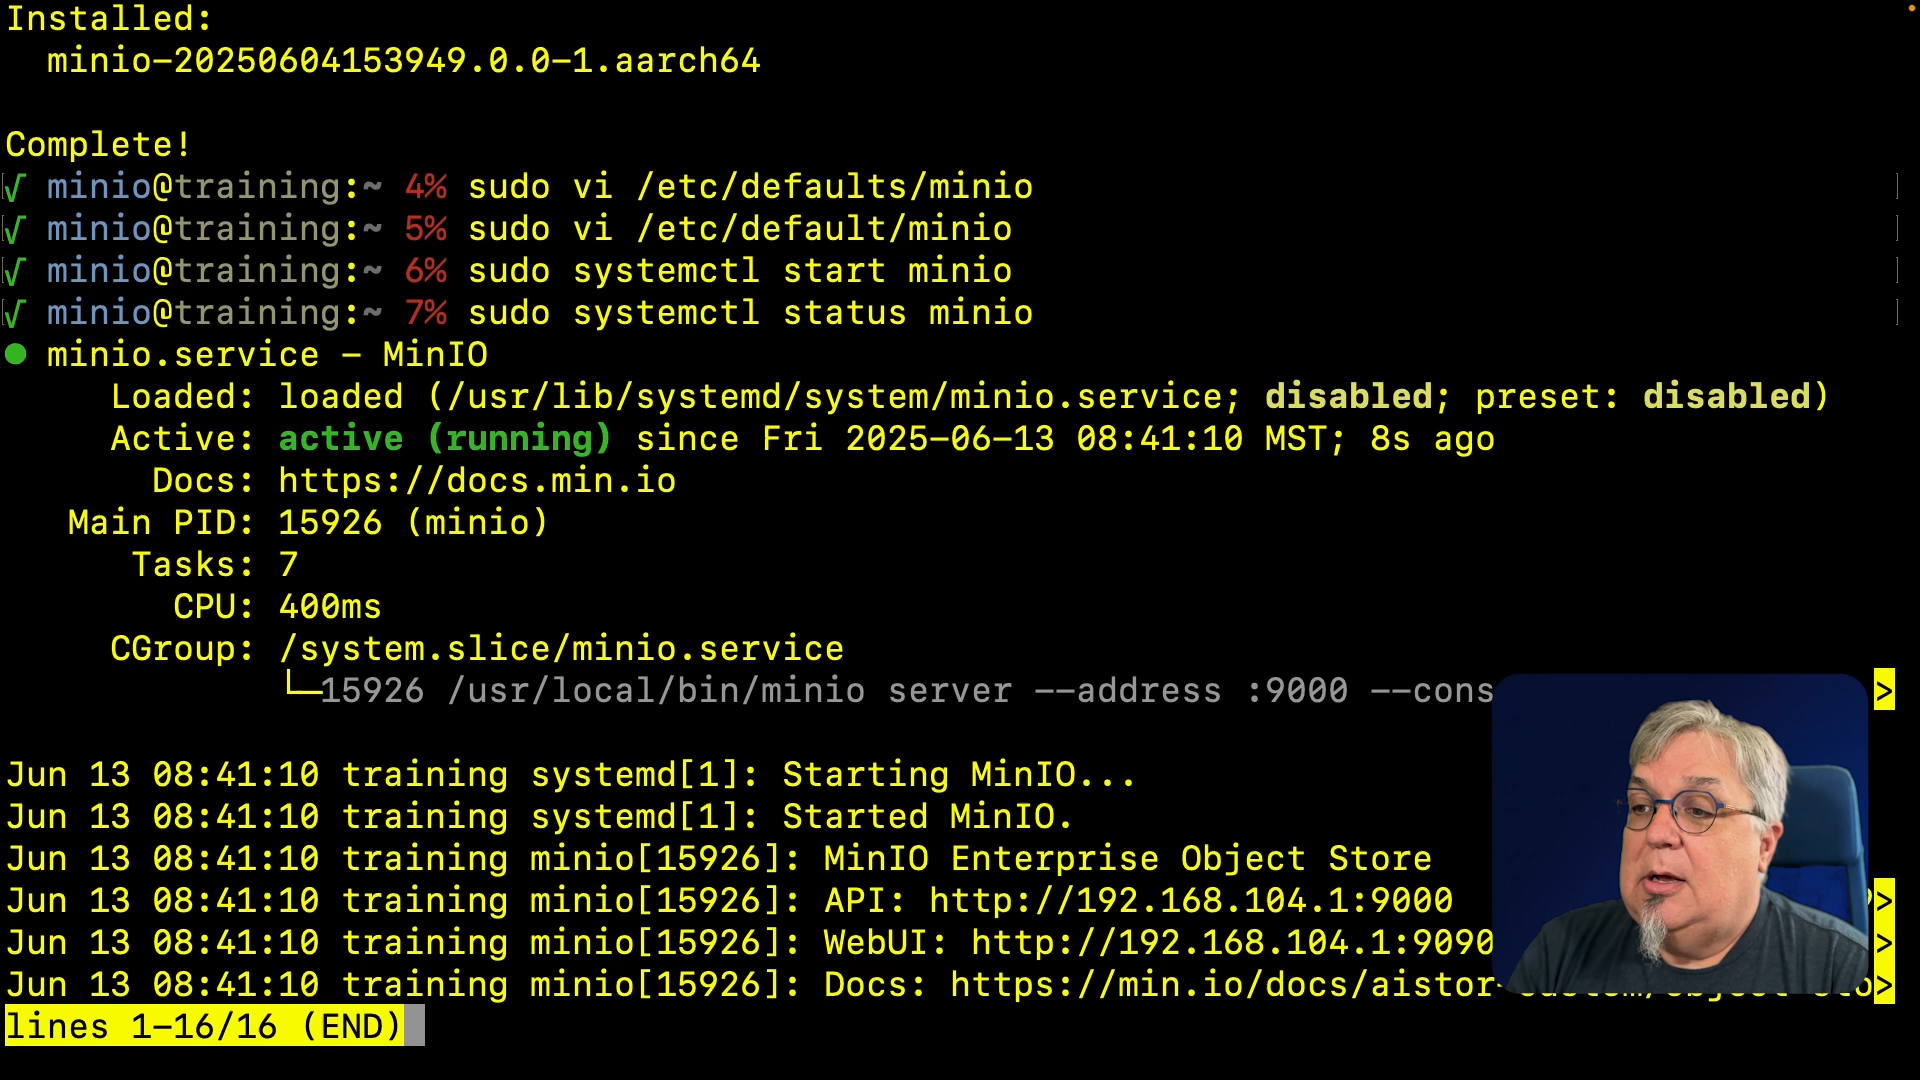 Installed:
minio-20250604153949.0.0-1.aarch64
Complete!
√ minio@training:~ 4% sudo vi /etc/defaults/minio
√ minio@training:~ 5% sudo vi /etc/default/minio
√ minio@training:~ 6% sudo systemctl start minio
√ minio@training:~ 7% sudo systemctl status minio
● minio.service - MinIO
Loaded: loaded (/usr/lib/systemd/system/minio.service; disabled; preset: disabled)
Active: active (running) since Fri 2025-06-13 08:41:10 MST; 8s ago
Docs: https://docs.min.io
Main PID: 15926 (minio)
Tasks: 7
CPU: 400ms
CGroup: /system.slice/minio.service
└─15926 /usr/local/bin/minio server --address :9000 --cons >
Jun 13 08:41:10 training systemd[1]: Starting MinIO...
Jun 13 08:41:10 training systemd[1]: Started MinIO.
Jun 13 08:41:10 training minio[15926]: MinIO Enterprise Object Store
Jun 13 08:41:10 training minio[15926]: API: http://192.168.104.1:9000 >
Jun 13 08:41:10 training minio[15926]: WebUI: http://192.168.104.1:9090 >
Jun 13 08:41:10 training minio[15926]: Docs: https://min.io/docs/aistor >
lines 1-16/16 (END)